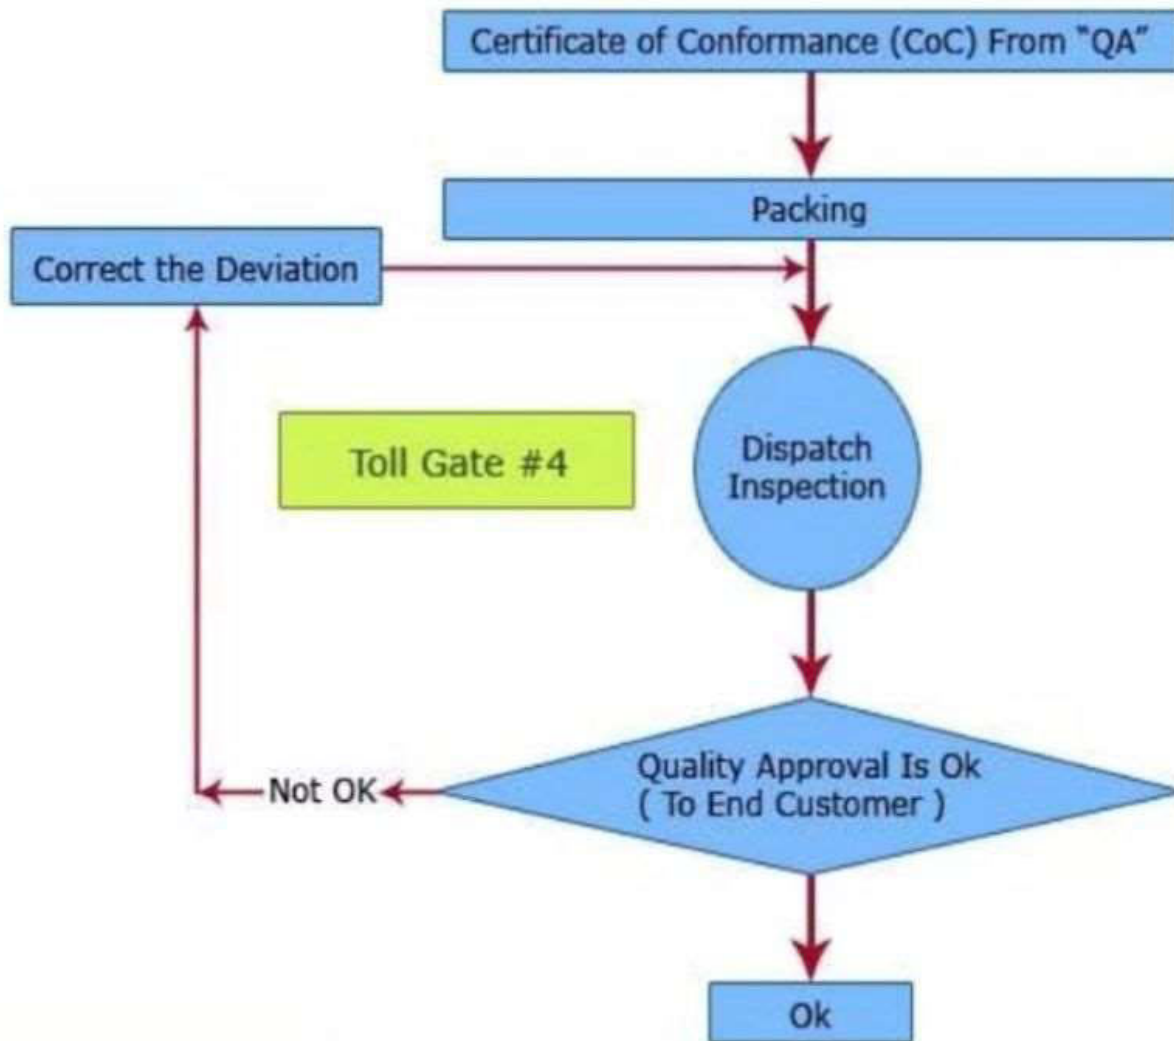 Certificate of Conformance (CoC) From "QA"
Packing
Correct the Deviation
Toll Gate #4
Dispatch
Inspection
Quality Approval Is Ok
( To End Customer )
Not OK
Ok